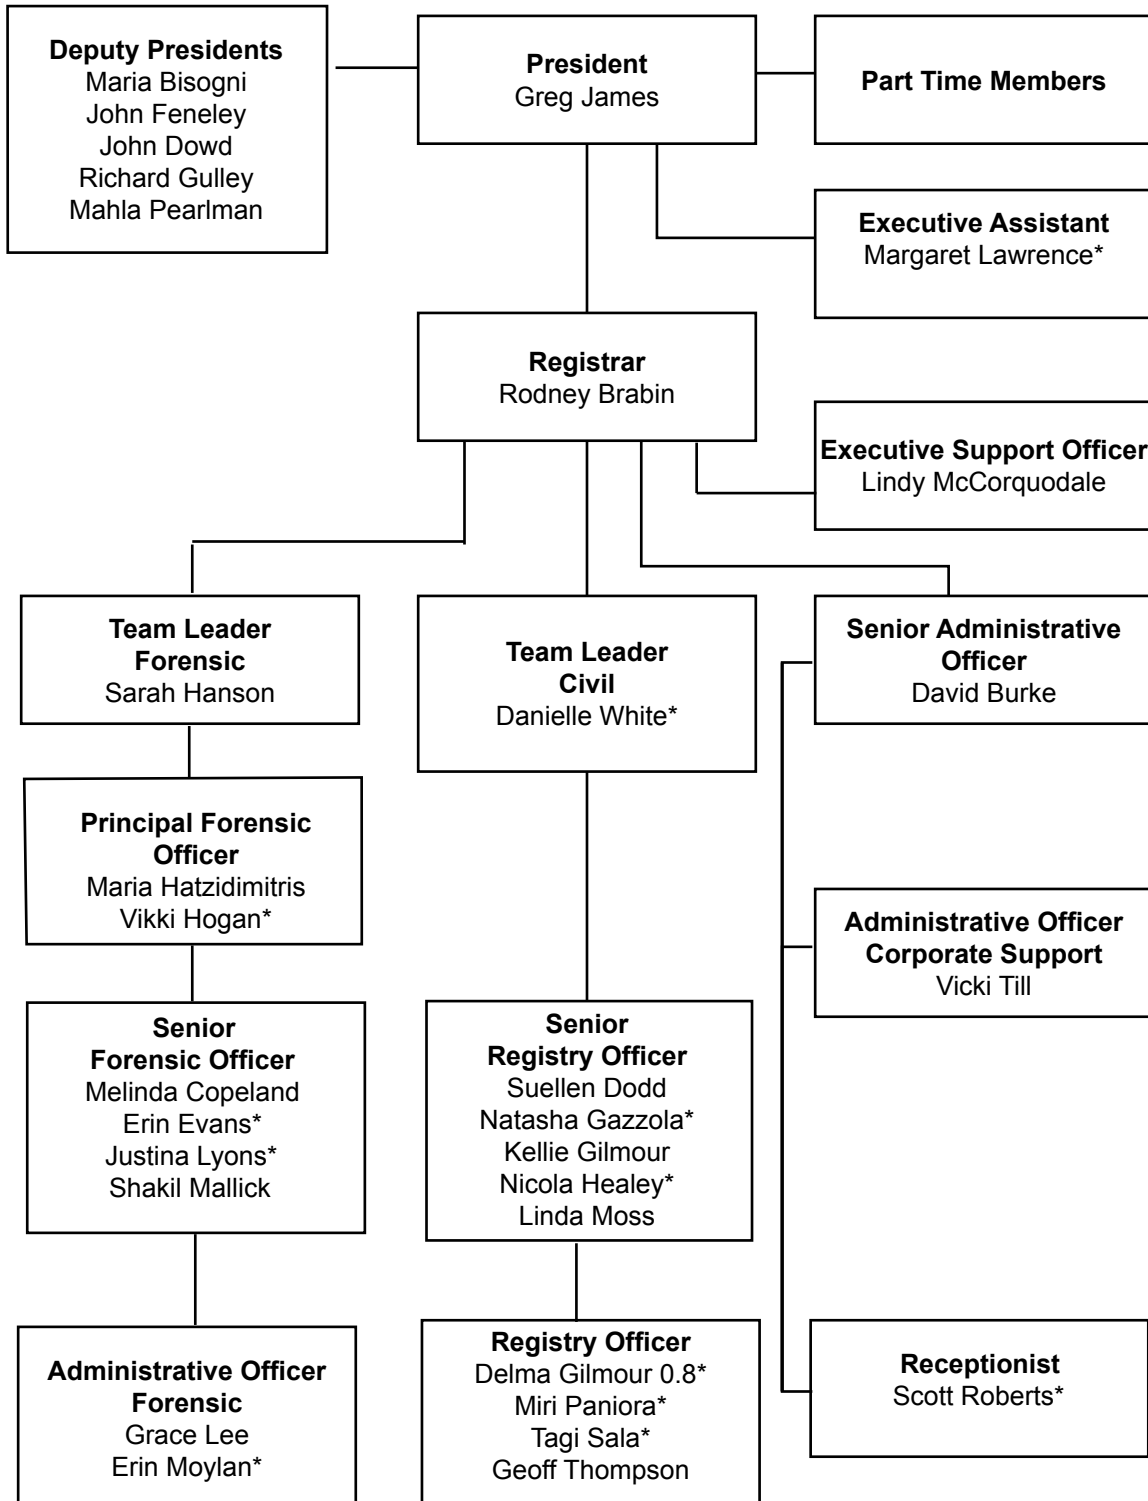 Deputy Presidents
Maria Bisogni
John Feneley
John Dowd
Richard Gulley
Mahla Pearlman
President
Greg James
Part Time Members
Executive Assistant
Margaret Lawrence*
Registrar
Rodney Brabin
Executive Support Officer
Lindy McCorquodale
Team Leader
Forensic
Sarah Hanson
Team Leader
Civil
Danielle White*
Senior Administrative
Officer
David Burke
Principal Forensic
Officer
Maria Hatzidimitris
Vikki Hogan*
Administrative Officer
Corporate Support
Vicki Till
Senior
Forensic Officer
Melinda Copeland
Erin Evans*
Justina Lyons*
Shakil Mallick
Senior
Registry Officer
Suellen Dodd
Natasha Gazzola*
Kellie Gilmour
Nicola Healey*
Linda Moss
Administrative Officer
Forensic
Grace Lee
Erin Moylan*
Registry Officer
Delma Gilmour 0.8*
Miri Paniora*
Tagi Sala*
Geoff Thompson
Receptionist
Scott Roberts*